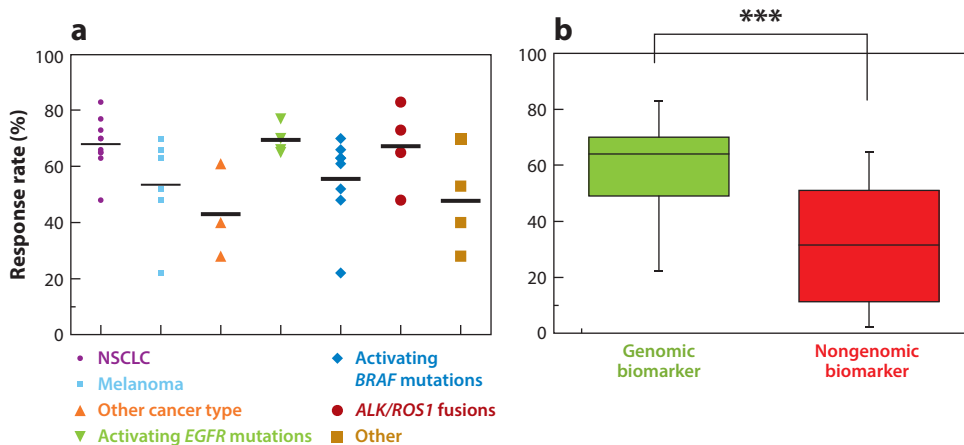 a
Response rate (%)
100
80
60
40
20
0
NSCLC
Melanoma
Other cancer type
Activating EGFR mutations
Activating
BRAF mutations
ALK/ROS1 fusions
Other
b
***
100
80
60
40
20
0
Genomic
biomarker
Nongenomic
biomarker